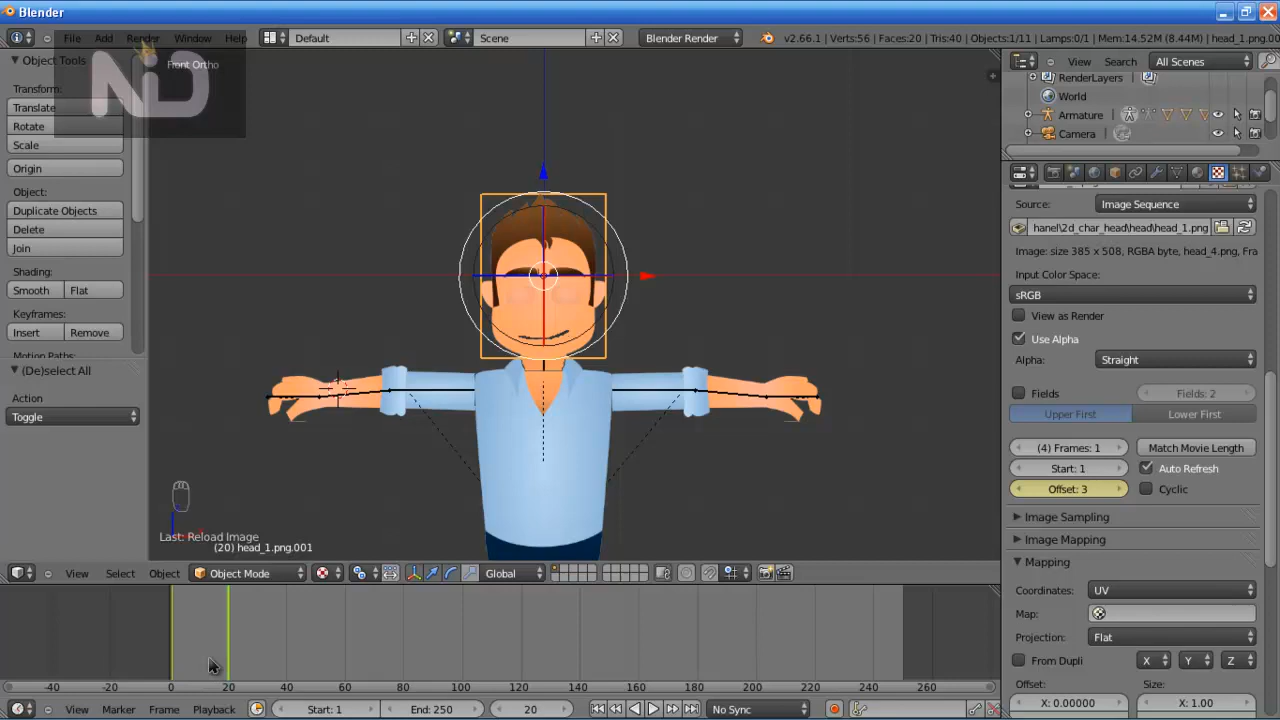 Blender
File Add Render Window Help Default Scene Blender Render v2.66.1 | Verts:56 | Faces:20 | Tris:40 | Objects:1/11 | Lamps:0/1 | Mem:14.52M (8.44M) | head_1.png.00
Object Tools
Transform:
Translate
Rotate
Scale
Origin
Object:
Duplicate Objects
Delete
Join
Shading:
Smooth Flat
Keyframes:
Insert Remove
Motion Paths:
(De)select All
Action
Toggle
ND
Front Ortho
Last: Reload Image
(20) head_1.png.001
View Select Object Object Mode Global
-40 -20 0 20 40 60 80 100 120 140 160 180 200 220 240 260
View Marker Frame Playback Start: 1 End: 250 20 No Sync
View Search All Scenes
RenderLayers
World
Armature
Camera
Source: Image Sequence
hanel\2d_char_head\head\head_1.png
Image: size 385 x 508, RGBA byte, head_4.png, Fra
Input Color Space:
sRGB
View as Render
Use Alpha
Alpha: Straight
Fields Fields: 2
Upper First Lower First
(4) Frames: 1 Match Movie Length
Start: 1 Auto Refresh
Offset: 3 Cyclic
Image Sampling
Image Mapping
Mapping
Coordinates: UV
Map:
Projection: Flat
From Dupli X Y Z
Offset: Size:
X: 0.00000 X: 1.00